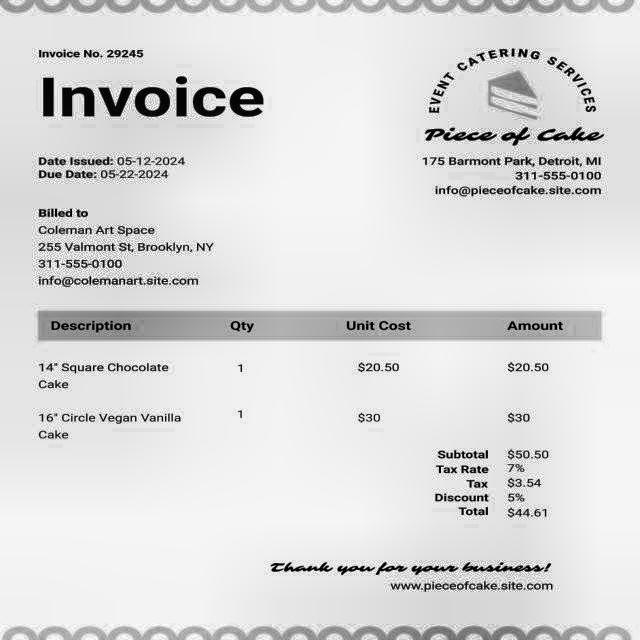 Invoice No. 29245
Invoice
EVENT CATERING SERVICES
Piece of Cake
Date Issued: 05-12-2024
Due Date: 05-22-2024
175 Barmont Park, Detroit, MI
311-555-0100
info@pieceofcake.site.com
Billed to
Coleman Art Space
255 Valmont St, Brooklyn, NY
311-555-0100
info@colemanart.site.com
Description Qty Unit Cost Amount
14" Square Chocolate 1 $20.50 $20.50
Cake
16" Circle Vegan Vanilla 1 $30 $30
Cake
Subtotal $50.50
Tax Rate 7%
Tax $3.54
Discount 5%
Total $44.61
Thank you for your business!
www.pieceofcake.site.com